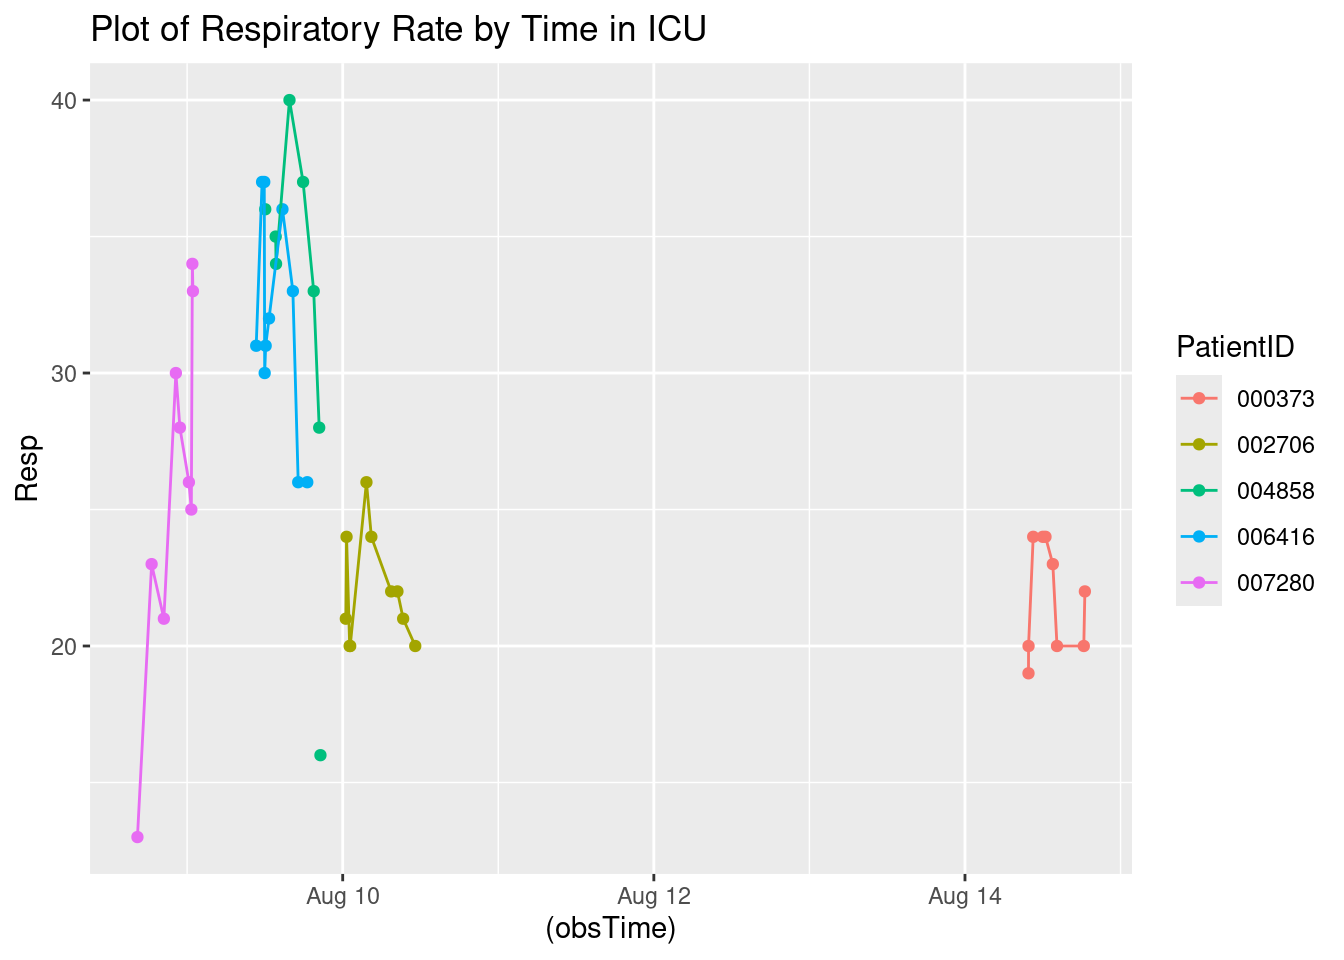 Plot of Respiratory Rate by Time in ICU
40
30
20
Resp
Aug 10
Aug 12
Aug 14
(obsTime)
PatientID
000373
002706
004858
006416
007280